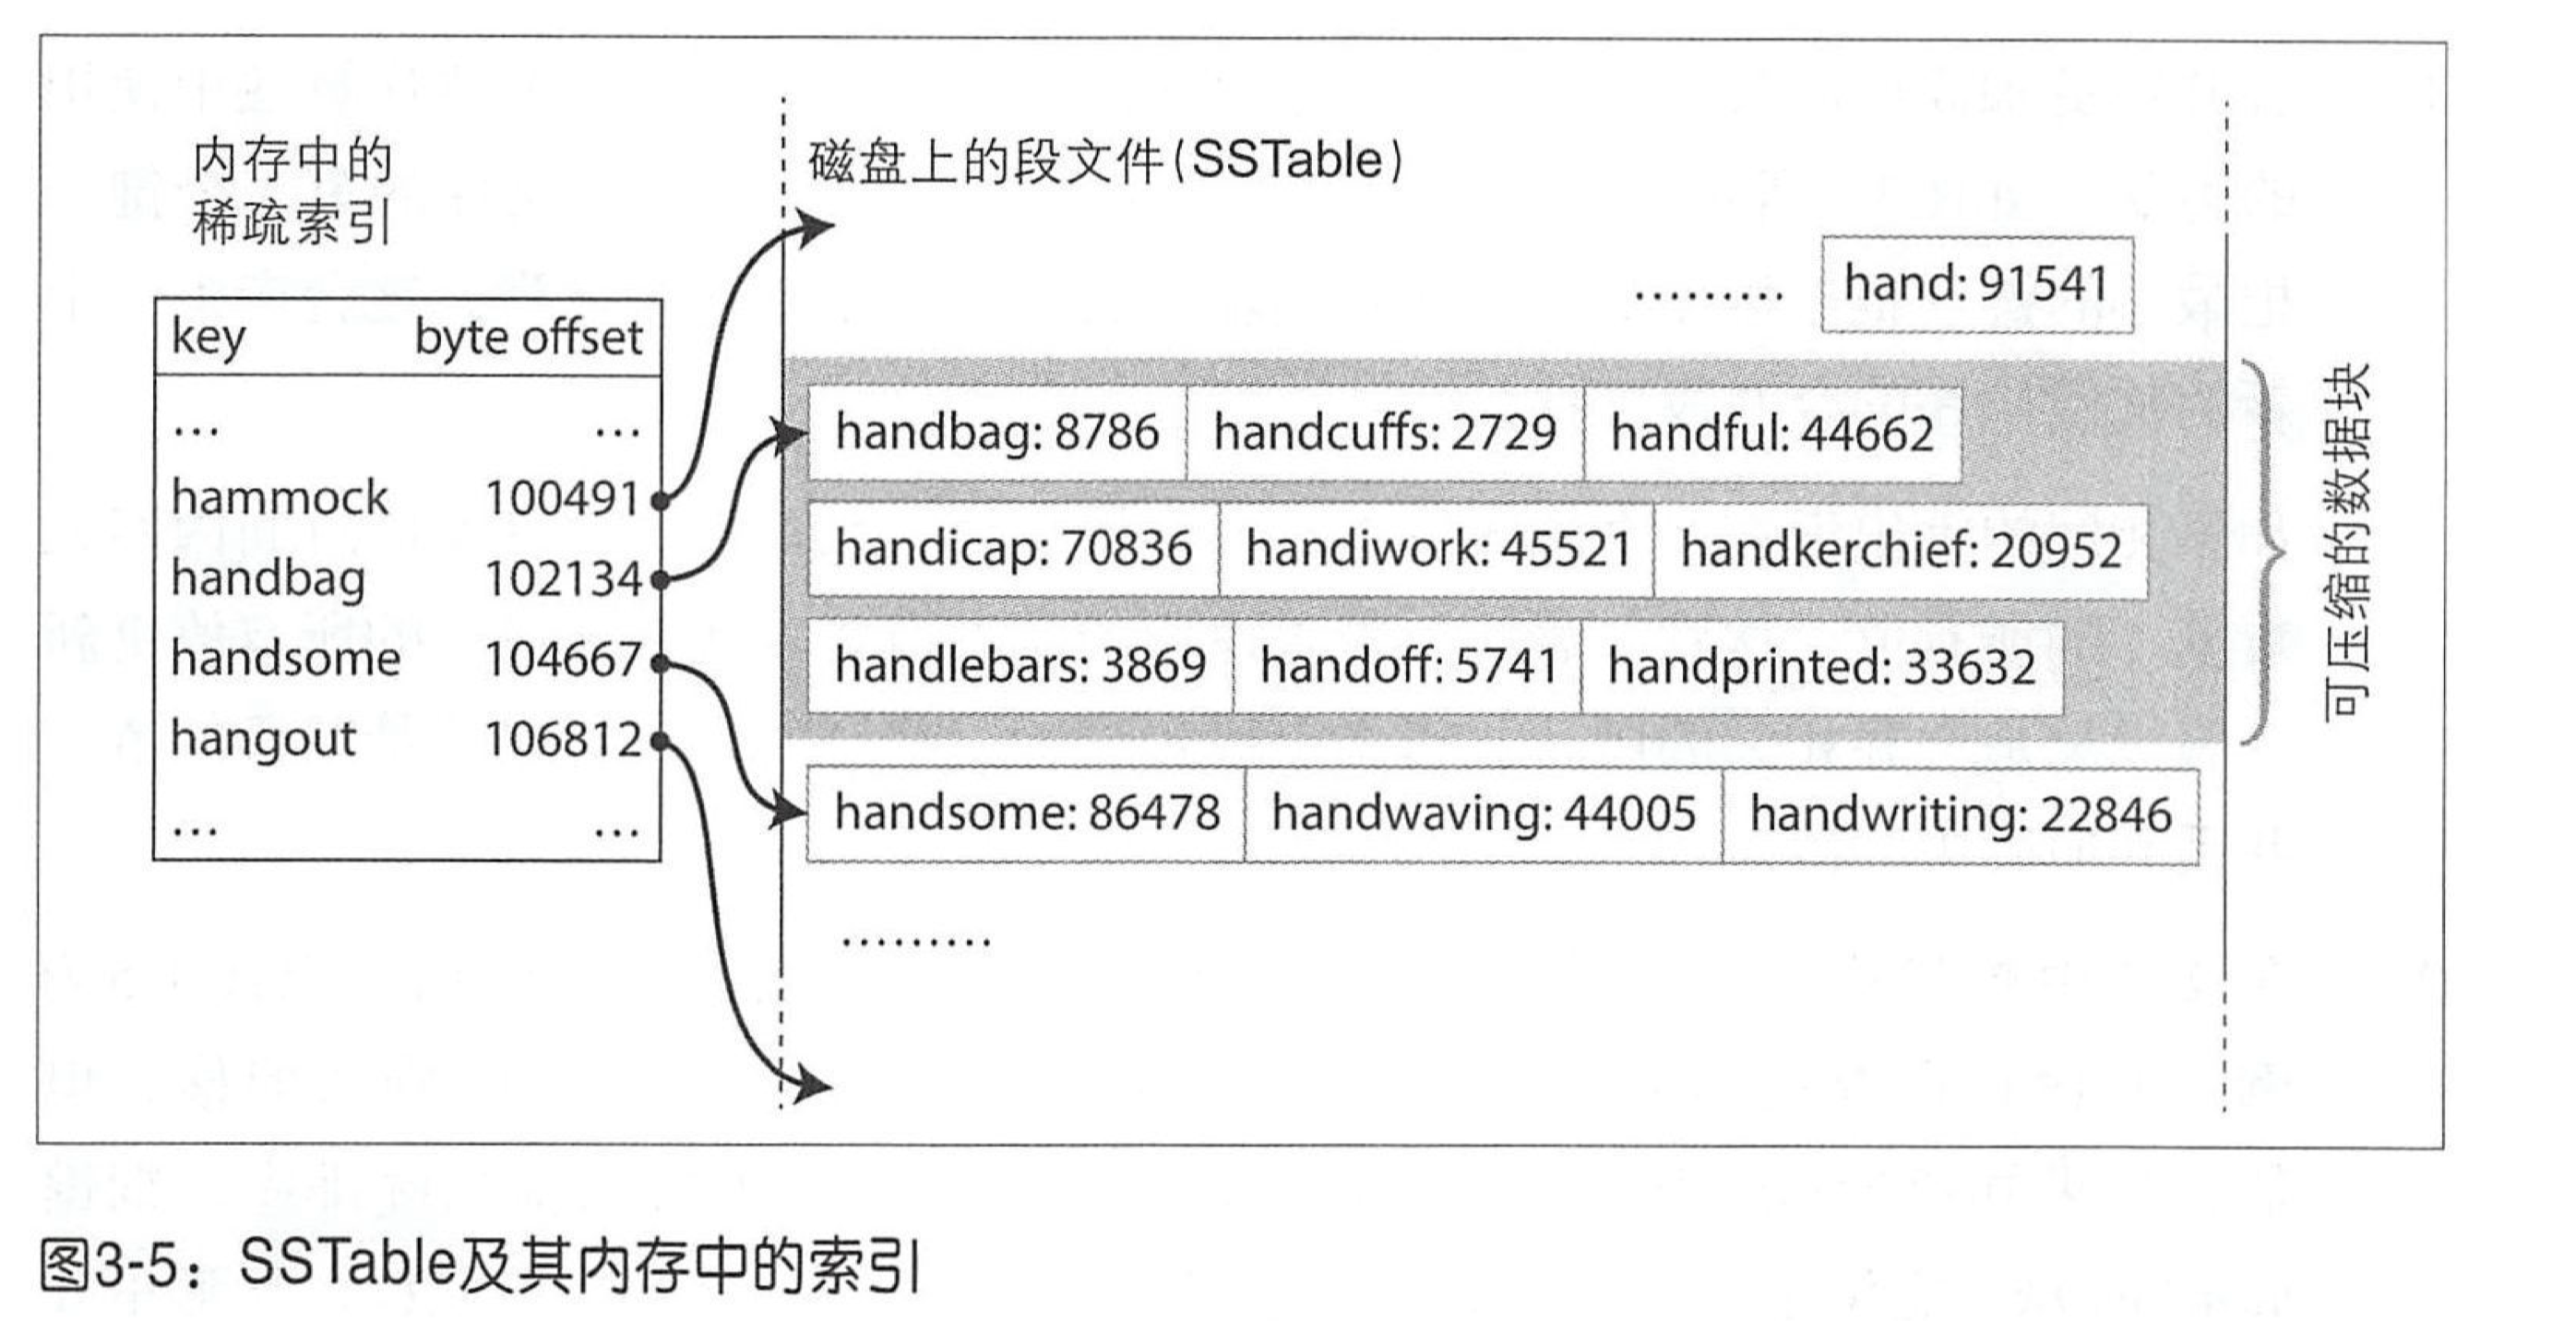 内存中的
稀疏索引
key byte offset
... ...
hammock 100491
handbag 102134
handsome 104667
hangout 106812
... ...
磁盘上的段文件(SSTable)
......... hand: 91541
handbag: 8786 handcuffs: 2729 handful: 44662
handicap: 70836 handiwork: 45521 handkerchief: 20952
handlebars: 3869 handoff: 5741 handprinted: 33632
handsome: 86478 handwaving: 44005 handwriting: 22846
.........
可压缩的数据块
图3-5：SSTable及其内存中的索引